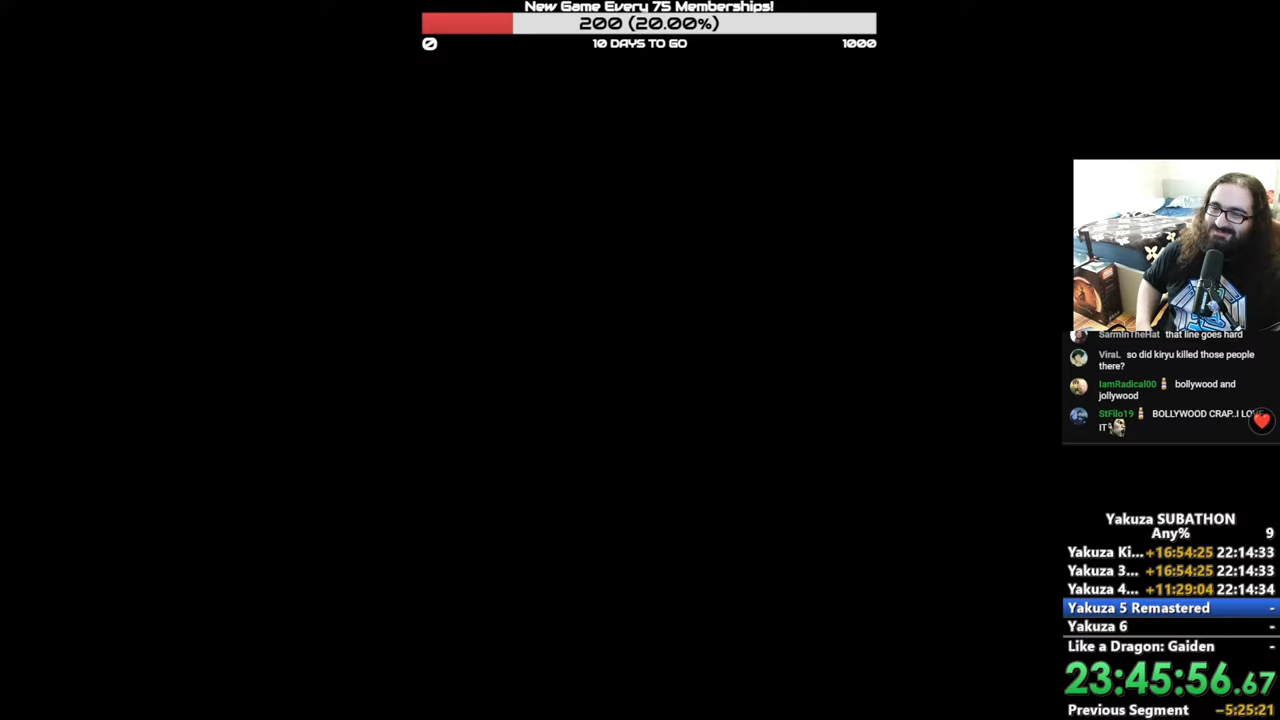 New Game Every 75 Memberships!
200 (20.00%)
0 10 DAYS TO GO 1000
SarmInTheHat that line goes hard
ViraL so did kiryu killed those people
there?
IamRadical00 bollywood and
jollywood
StFilo19 BOLLYWOOD CRAP..I LOVE
IT
Yakuza SUBATHON
Any% 9
Yakuza Ki... +16:54:25 22:14:33
Yakuza 3... +16:54:25 22:14:33
Yakuza 4... +11:29:04 22:14:34
Yakuza 5 Remastered -
Yakuza 6 -
Like a Dragon: Gaiden -
23:45:56.67
Previous Segment -5:25:21